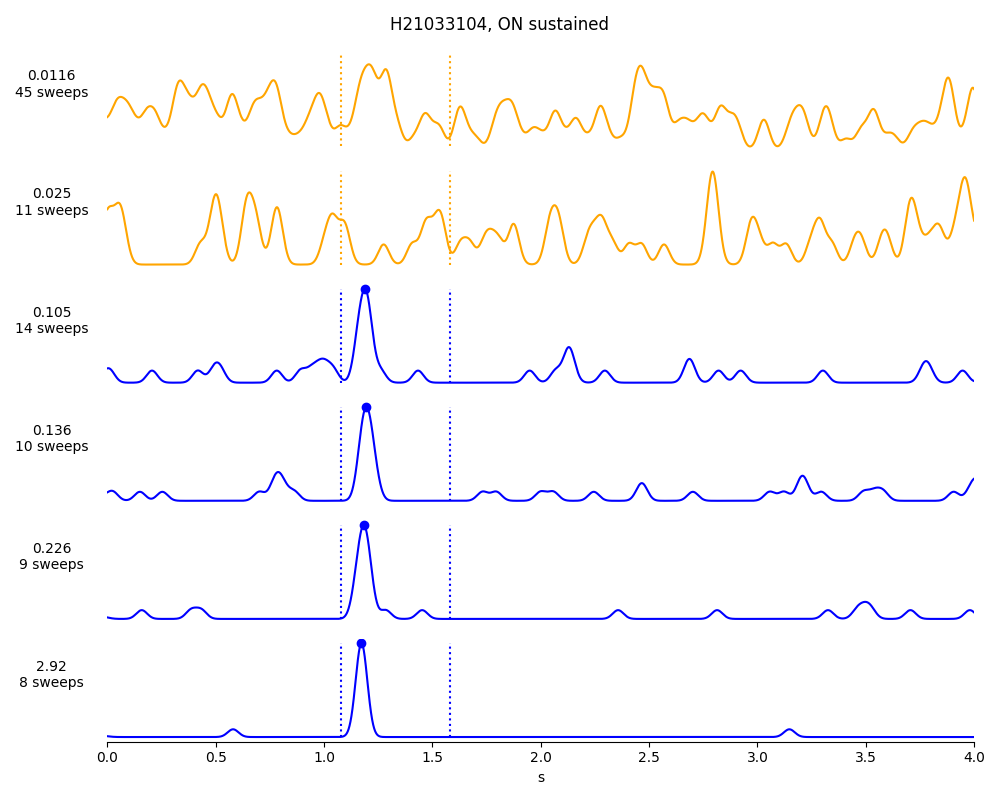 H21033104, ON sustained
0.0116
45 sweeps
0.025
11 sweeps
0.105
14 sweeps
0.136
10 sweeps
0.226
9 sweeps
2.92
8 sweeps
0.0 0.5 1.0 1.5 2.0 2.5 3.0 3.5 4.0
s